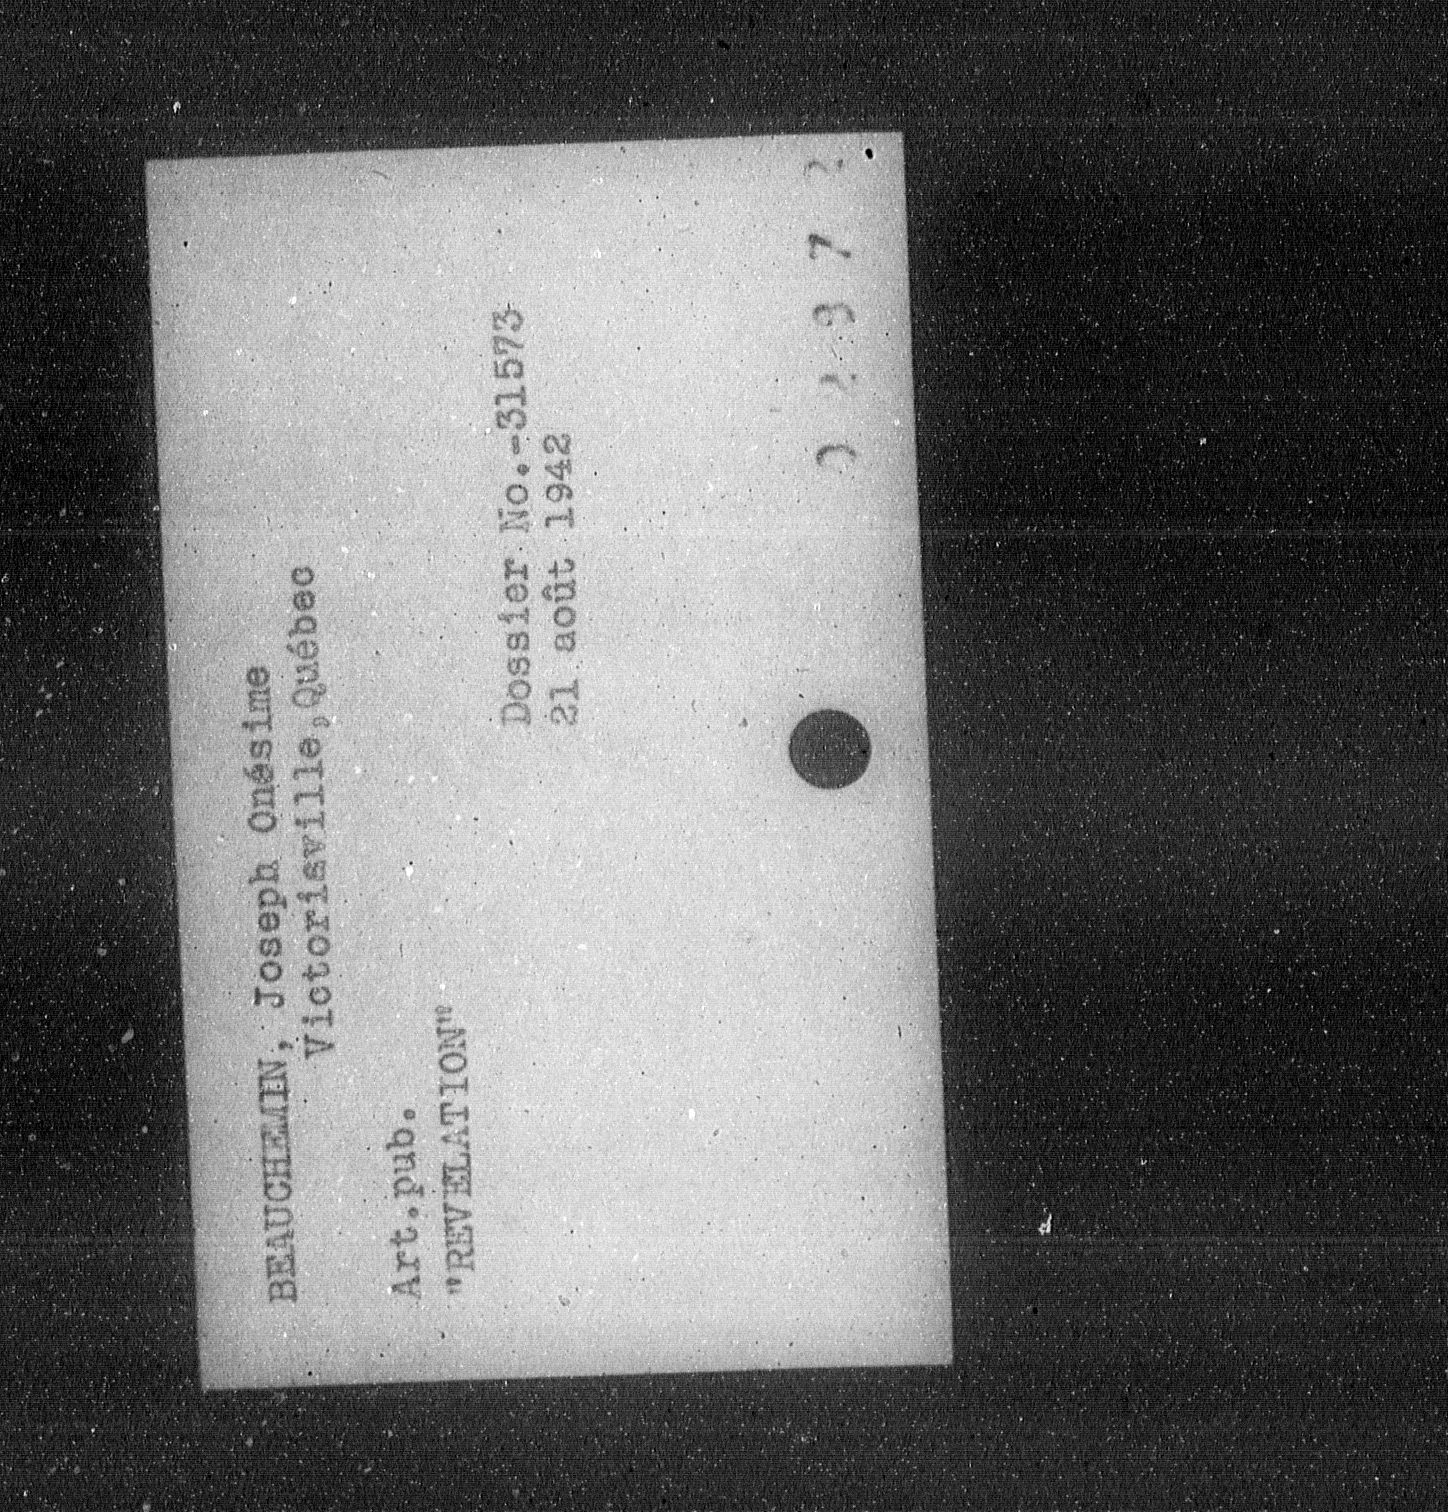 BEAUCHEMIN, Joseph Onésime
Victoriaville, Québec
Art.pub.
"REVELATION"
Dossier No.-31573
21 août 1942